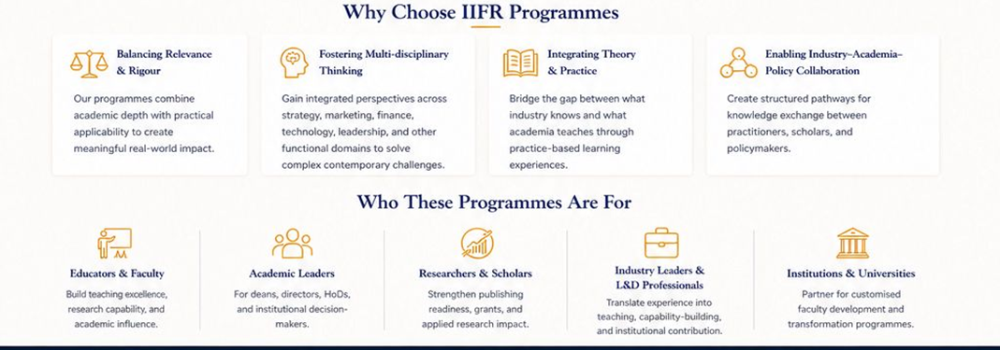 Why Choose IIFR Programmes
Balancing Relevance
& Rigour
Our programmes combine
academic depth with practical
applicability to create
meaningful real-world impact.
Fostering Multi-disciplinary
Thinking
Gain integrated perspectives across
strategy, marketing, finance,
technology, leadership, and other
functional domains to solve
complex contemporary challenges.
Integrating Theory
& Practice
Bridge the gap between what
industry knows and what
academia teaches through
practice-based learning
experiences.
Enabling Industry–Academia–
Policy Collaboration
Create structured pathways for
knowledge exchange between
practitioners, scholars, and
policymakers.
Who These Programmes Are For
Educators & Faculty
Build teaching excellence,
research capability, and
academic influence.
Academic Leaders
For deans, directors, HoDs,
and institutional decision-
makers.
Researchers & Scholars
Strengthen publishing
readiness, grants, and
applied research impact.
Industry Leaders &
L&D Professionals
Translate experience into
teaching, capability-building,
and institutional contribution.
Institutions & Universities
Partner for customised
faculty development and
transformation programmes.